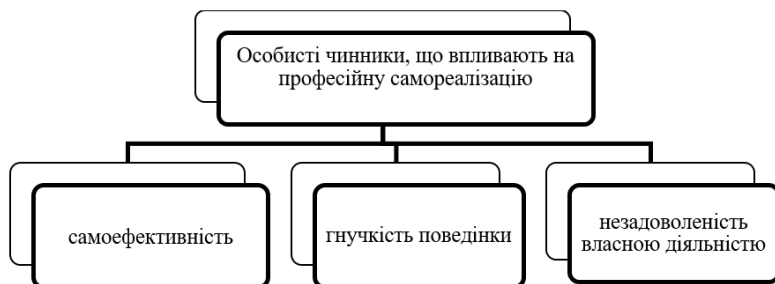 Особисті чинники, що впливають на
професійну самореалізацію
самоефективність
гнучкість поведінки
незадоволеність
власною діяльністю